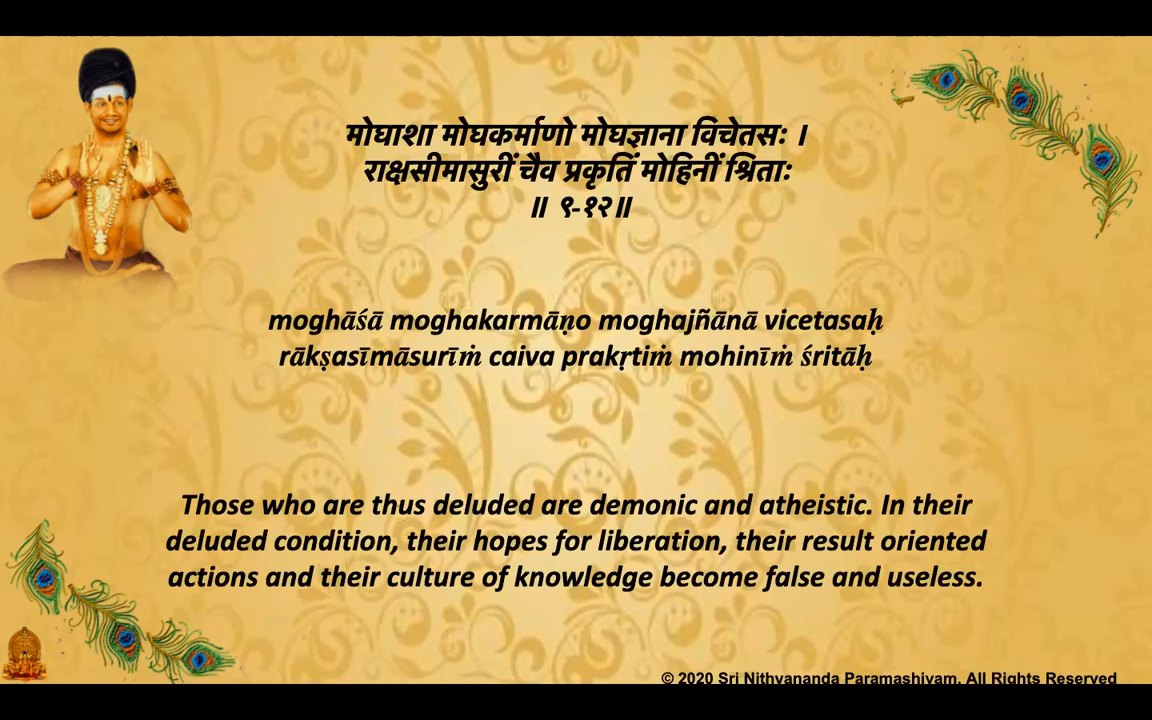 मोघाशा मोघकर्माणो मोघज्ञाना विचेतसः ।
राक्षसीमासुरीं चैव प्रकृतिं मोहिनीं श्रिताः
॥ ९-१२॥
moghāśā moghakarmāṇo moghajñānā vicetasaḥ
rākṣasīmāsurīṁ caiva prakṛtiṁ mohinīṁ śritāḥ
Those who are thus deluded are demonic and atheistic. In their
deluded condition, their hopes for liberation, their result oriented
actions and their culture of knowledge become false and useless.
© 2020 Sri Nithyananda Paramashivam. All Rights Reserved